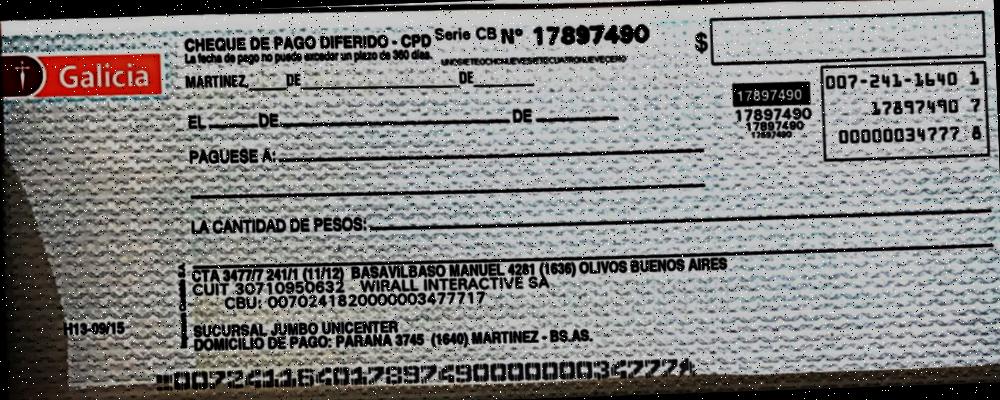 CHEQUE DE PAGO DIFERIDO - CPD Serie CB Nº 17897490
La fecha de pago no puede exceder un plazo de 360 días.
UNOSIETEOCHONUEVESIETECUATRONUEVECERO
$
Galicia
MARTINEZ, DE DE
007-241-1640 1
17897490
17897490 7
17897490
17897490
17897490
00000034777 8
EL DE DE
PAGUESE A:
LA CANTIDAD DE PESOS:
CTA 3477/7 241/1 (11/12) BASAVILBASO MANUEL 4281 (1636) OLIVOS BUENOS AIRES
CUIT 30710950632 WIRALL INTERACTIVE SA
CBU: 0070241820000003477717
H13-09/15
SUCURSAL JUMBO UNICENTER
DOMICILIO DE PAGO: PARANA 3745 (1640) MARTINEZ - BS.AS.
00724116401789749000000034777